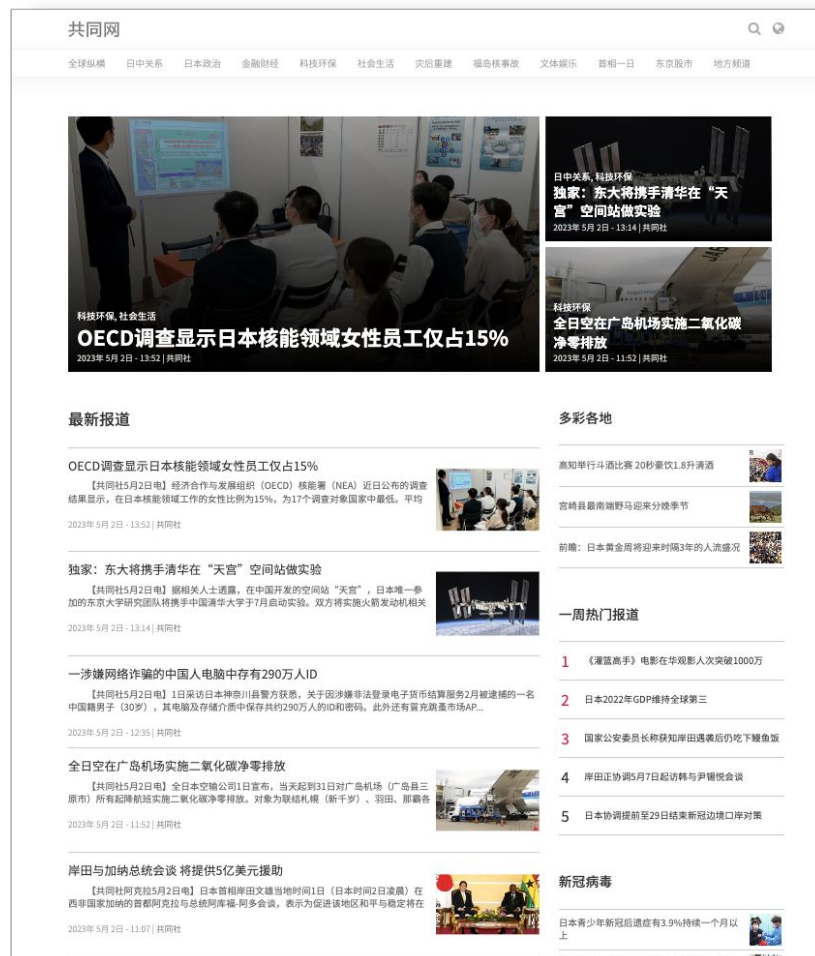 共同网
全球纵横 日中关系 日本政治 金融财经 科技环保 社会生活 灾后重建 福岛核事故 文体娱乐 首相一日 东京股市 地方频道
科技环保, 社会生活
OECD调查显示日本核能领域女性员工仅占15%
2023年 5月 2日 - 13:52 | 共同社
日中关系, 科技环保
独家：东大将携手清华在“天
宫”空间站做实验
2023年 5月 2日 - 13:14 | 共同社
科技环保
全日空在广岛机场实施二氧化碳
净零排放
2023年 5月 2日 - 11:52 | 共同社
最新报道
OECD调查显示日本核能领域女性员工仅占15%
【共同社5月2日电】经济合作与发展组织（OECD）核能署（NEA）近日公布的调查
结果显示，在日本核能领域工作的女性比例为15%，为17个调查对象国家中最低。平均
2023年 5月 2日 - 13:52 | 共同社
独家：东大将携手清华在“天宫”空间站做实验
【共同社5月2日电】据相关人士透露，在中国开发的空间站“天宫”，日本唯一参
加的东京大学研究团队将携手中国清华大学于7月启动实验。双方将实施火箭发动机相关
2023年 5月 2日 - 13:14 | 共同社
一涉嫌网络诈骗的中国人电脑中存有290万人ID
【共同社5月2日电】1日采访日本神奈川县警方获悉，关于因涉嫌非法登录电子货币结算服务2月被逮捕的一名
中国籍男子（30岁），其电脑及存储介质中保存共约290万人的ID和密码。此外还有冒充跳蚤市场AP...
2023年 5月 2日 - 12:35 | 共同社
全日空在广岛机场实施二氧化碳净零排放
【共同社5月2日电】全日本空输公司1日宣布，当天起到31日对广岛机场（广岛县三
原市）所有起降航班实施二氧化碳净零排放。对象为联结札幌（新千岁）、羽田、那霸各
2023年 5月 2日 - 11:52 | 共同社
岸田与加纳总统会谈 将提供5亿美元援助
【共同社阿克拉5月2日电】日本首相岸田文雄当地时间1日（日本时间2日凌晨）在
西非国家加纳的首都阿克拉与总统阿库福-阿多会谈，表示为促进该地区和平与稳定将在
2023年 5月 2日 - 11:07 | 共同社
多彩各地
高知举行斗酒比赛 20秒豪饮1.8升清酒
宫崎县最南端野马迎来分娩季节
前瞻：日本黄金周将迎来时隔3年的人流盛况
一周热门报道
1 《灌篮高手》电影在华观影人次突破1000万
2 日本2022年GDP维持全球第三
3 国家公安委员长称获知岸田遇袭后仍吃下鳗鱼饭
4 岸田正协调5月7日起访韩与尹锡悦会谈
5 日本协调提前至29日结束新冠边境口岸对策
新冠病毒
日本青少年新冠后遗症有3.9%持续一个月以
上